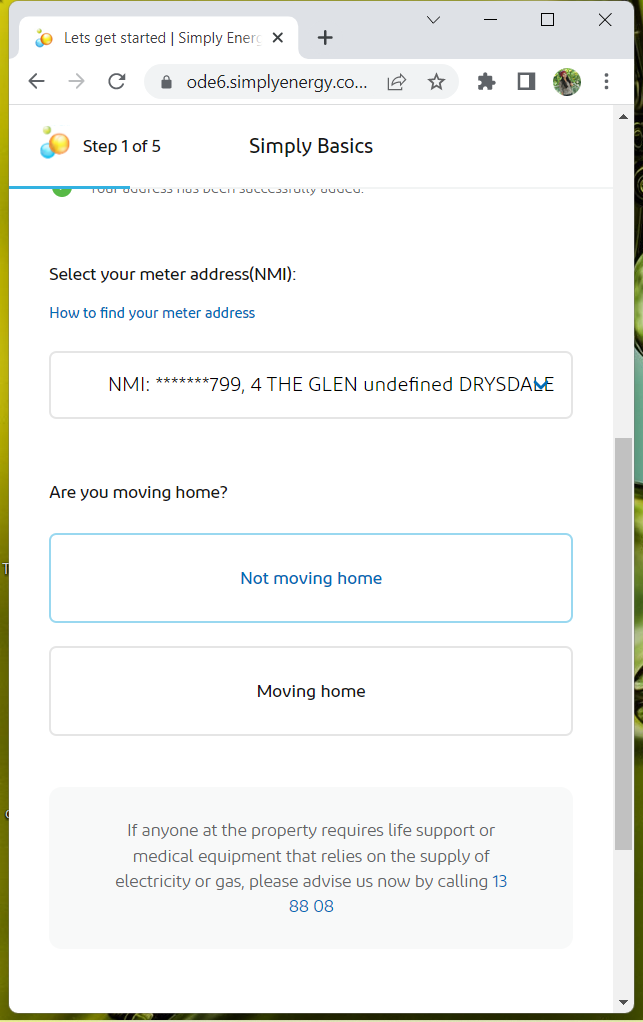 Lets get started | Simply Energ
ode6.simplyenergy.co...
Step 1 of 5
Simply Basics
Your address has been successfully added.
Select your meter address(NMI):
How to find your meter address
NMI: *******799, 4 THE GLEN undefined DRYSDALE
Are you moving home?
Not moving home
Moving home
If anyone at the property requires life support or
medical equipment that relies on the supply of
electricity or gas, please advise us now by calling 13
88 08